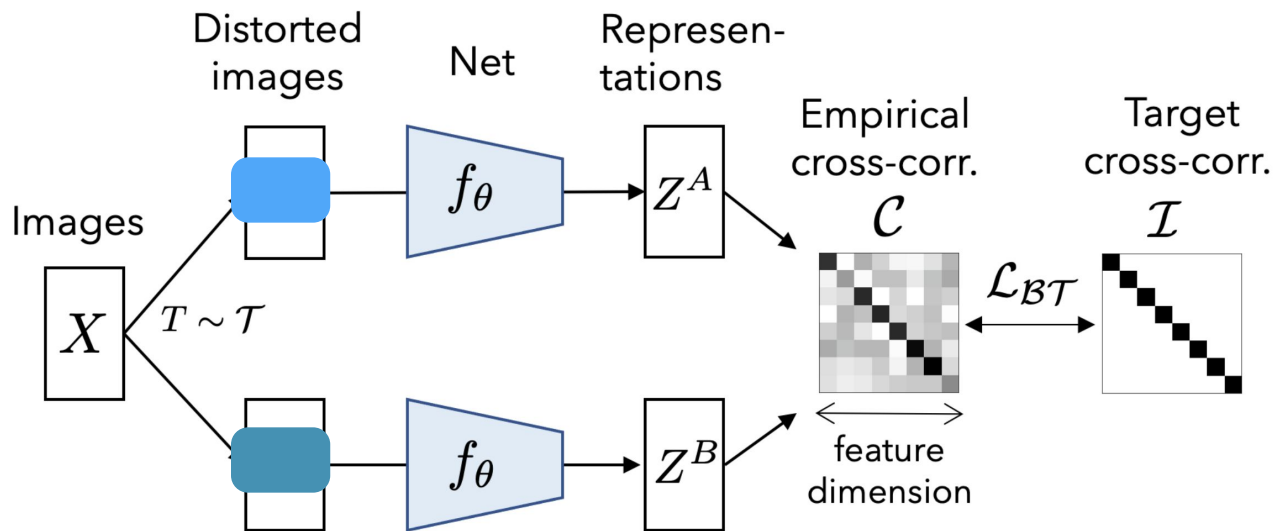 Distorted
images
Net
Represen-
tations
Empirical
cross-corr.
𝒞
Target
cross-corr.
ℐ
Images
X
T ∼ 𝒯
f_θ
Z^A
ℒ_ℬ𝒯
f_θ
Z^B
feature
dimension